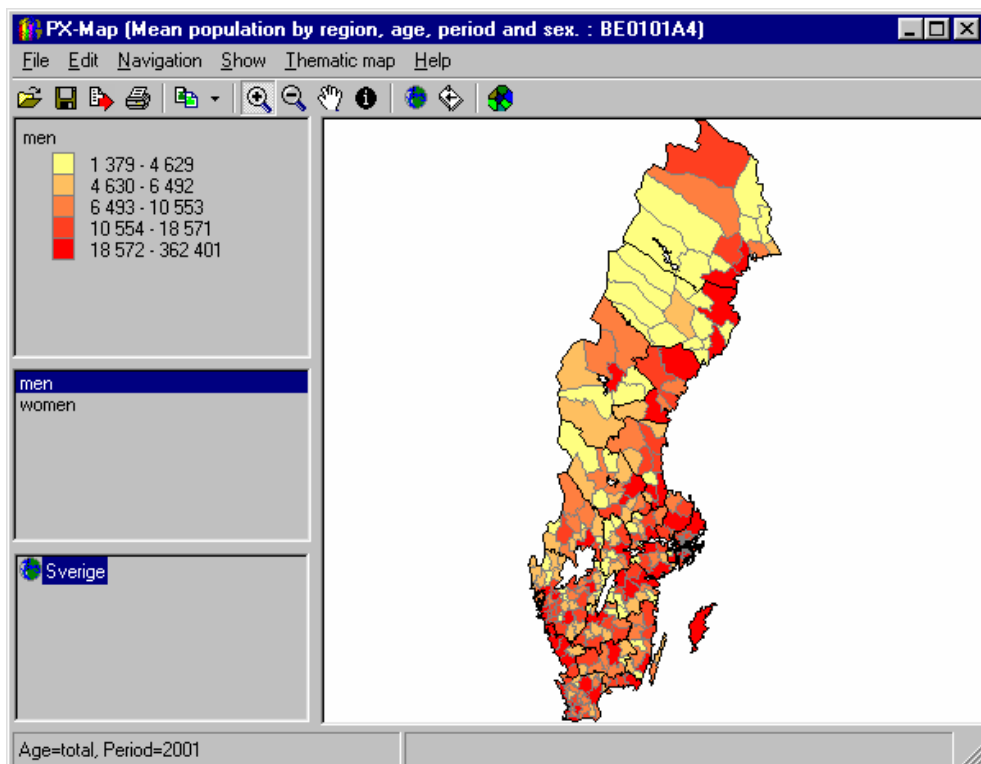 PX-Map (Mean population by region, age, period and sex. : BE0101A4)
File Edit Navigation Show Thematic map Help
men
1 379 - 4 629
4 630 - 6 492
6 493 - 10 553
10 554 - 18 571
18 572 - 362 401
men
women
Sverige
Age=total, Period=2001